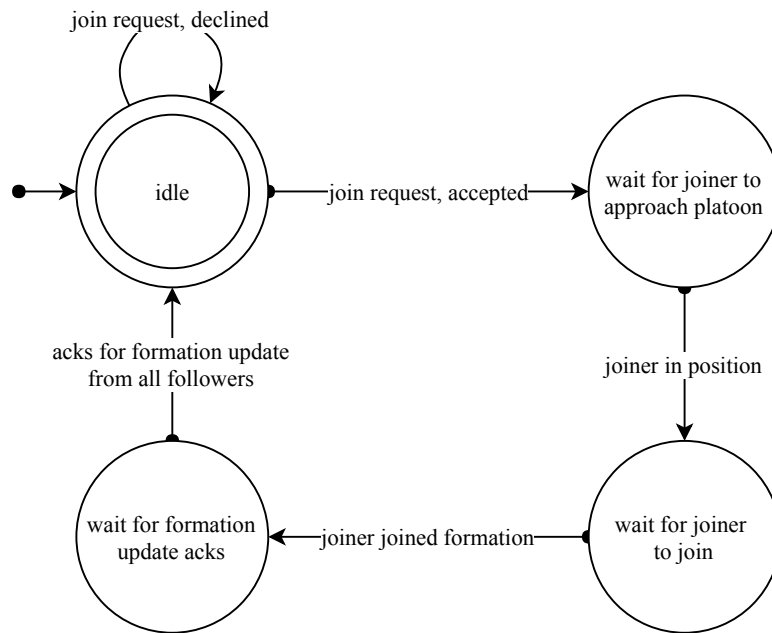 join request, declined
idle
join request, accepted
wait for joiner to
approach platoon
acks for formation update
from all followers
joiner in position
wait for formation
update acks
joiner joined formation
wait for joiner
to join